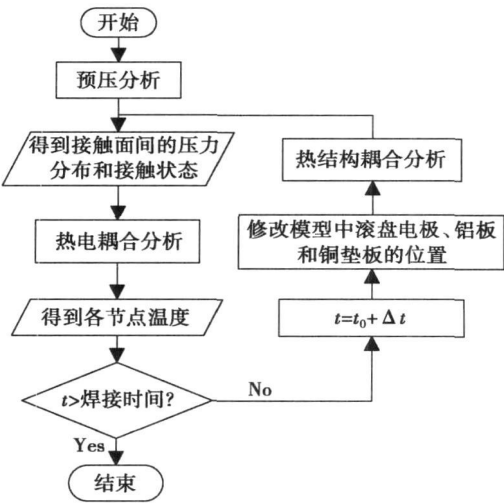 开始
预压分析
得到接触面间的压力
分布和接触状态
热电耦合分析
得到各节点温度
t>焊接时间?
No
Yes
结束
热结构耦合分析
修改模型中滚盘电极、铝板
和铜垫板的位置
t=t₀+Δt